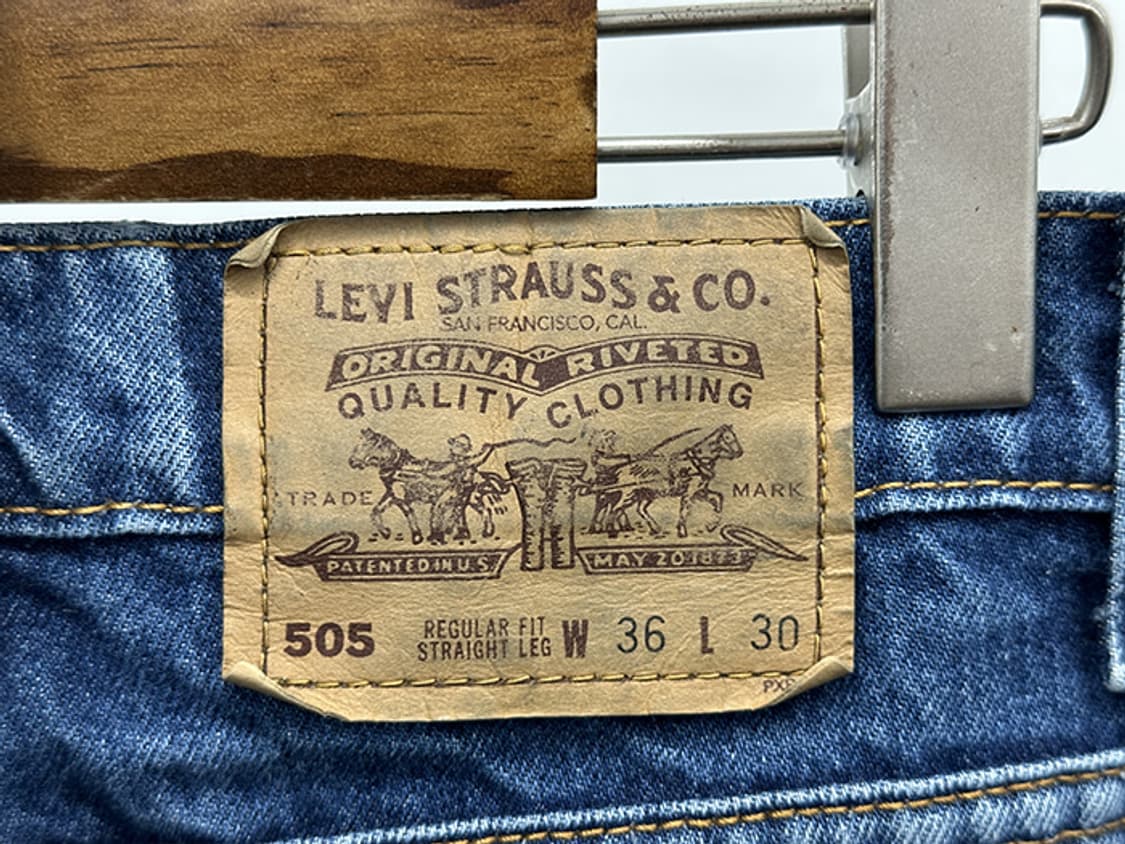 LEVI STRAUSS & CO.
SAN FRANCISCO, CAL.
ORIGINAL RIVETED
QUALITY CLOTHING
TRADE MARK
PATENTED IN U.S. MAY 20 1873
505 REGULAR FIT STRAIGHT LEG W 36 L 30